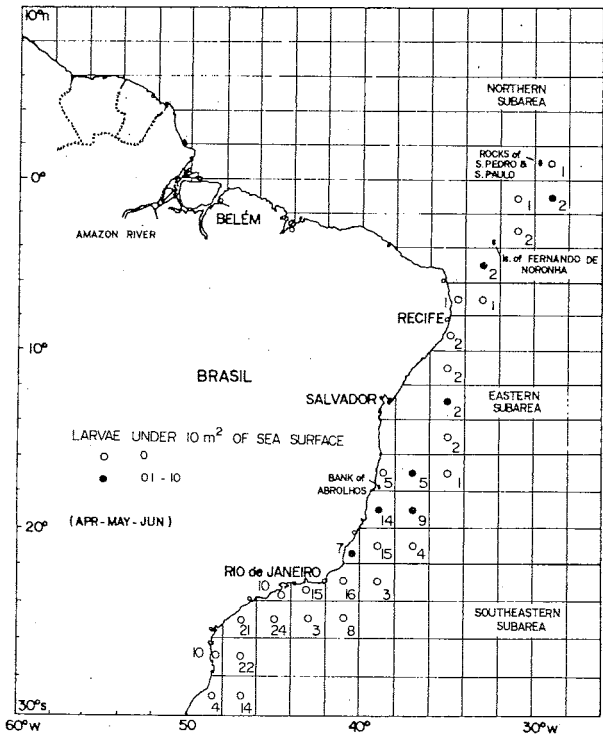 10°n
NORTHERN
SUBAREA
ROCKS of
S. PEDRO &
S. PAULO
1
0°
1
2
BELÉM
AMAZON RIVER
2
Is. of FERNANDO DE
NORONHA
2
1
1
RECIFE
2
10°
2
BRASIL
SALVADOR
2
EASTERN
SUBAREA
LARVAE UNDER 10 m² OF SEA SURFACE
○ 0
● 01 - 10
2
BANK of
ABROLHOS
5
5
1
(APR - MAY - JUN)
14
9
20°
7
15
4
RIO de JANEIRO
10
15
16
3
21
24
3
8
SOUTHEASTERN
SUBAREA
10
22
30°s
4
14
60°w
50
40°
30°w